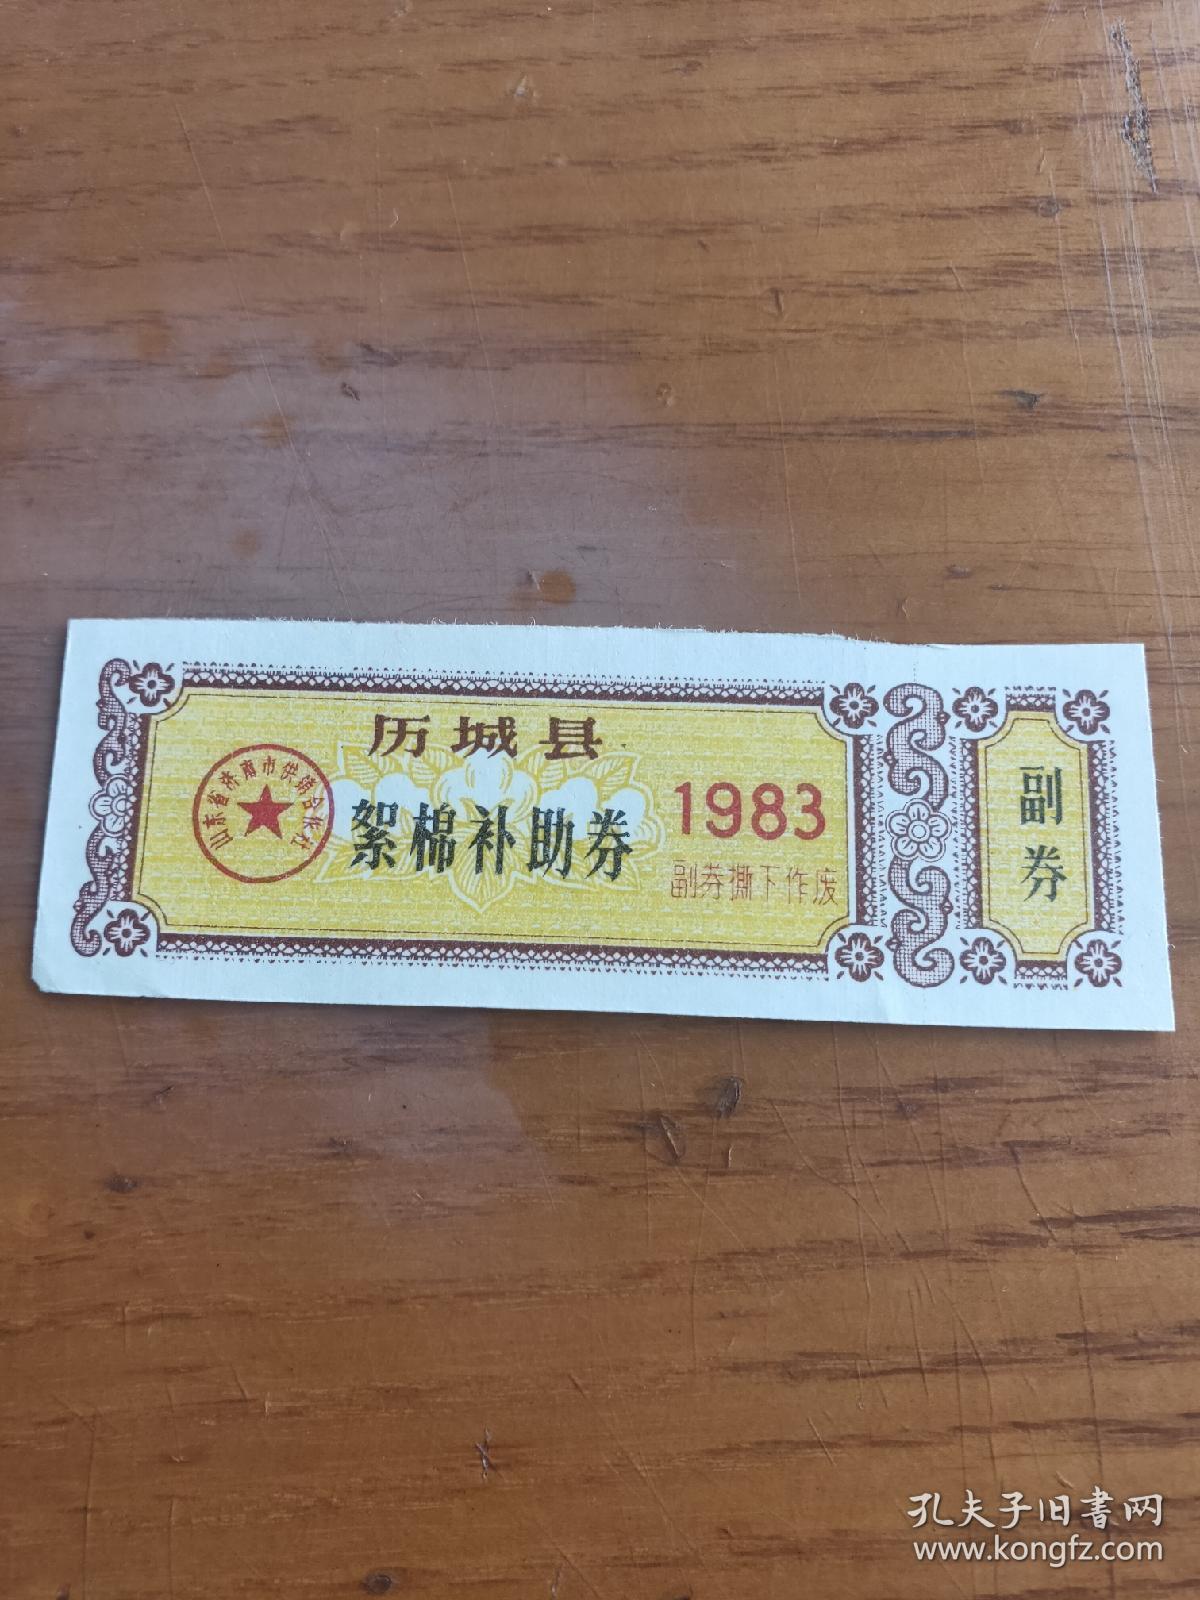 历城县
山东省济南市供销合作社
絮棉补助券
1983
副券撕下作废
副券
孔夫子旧書网
www.kongfz.com